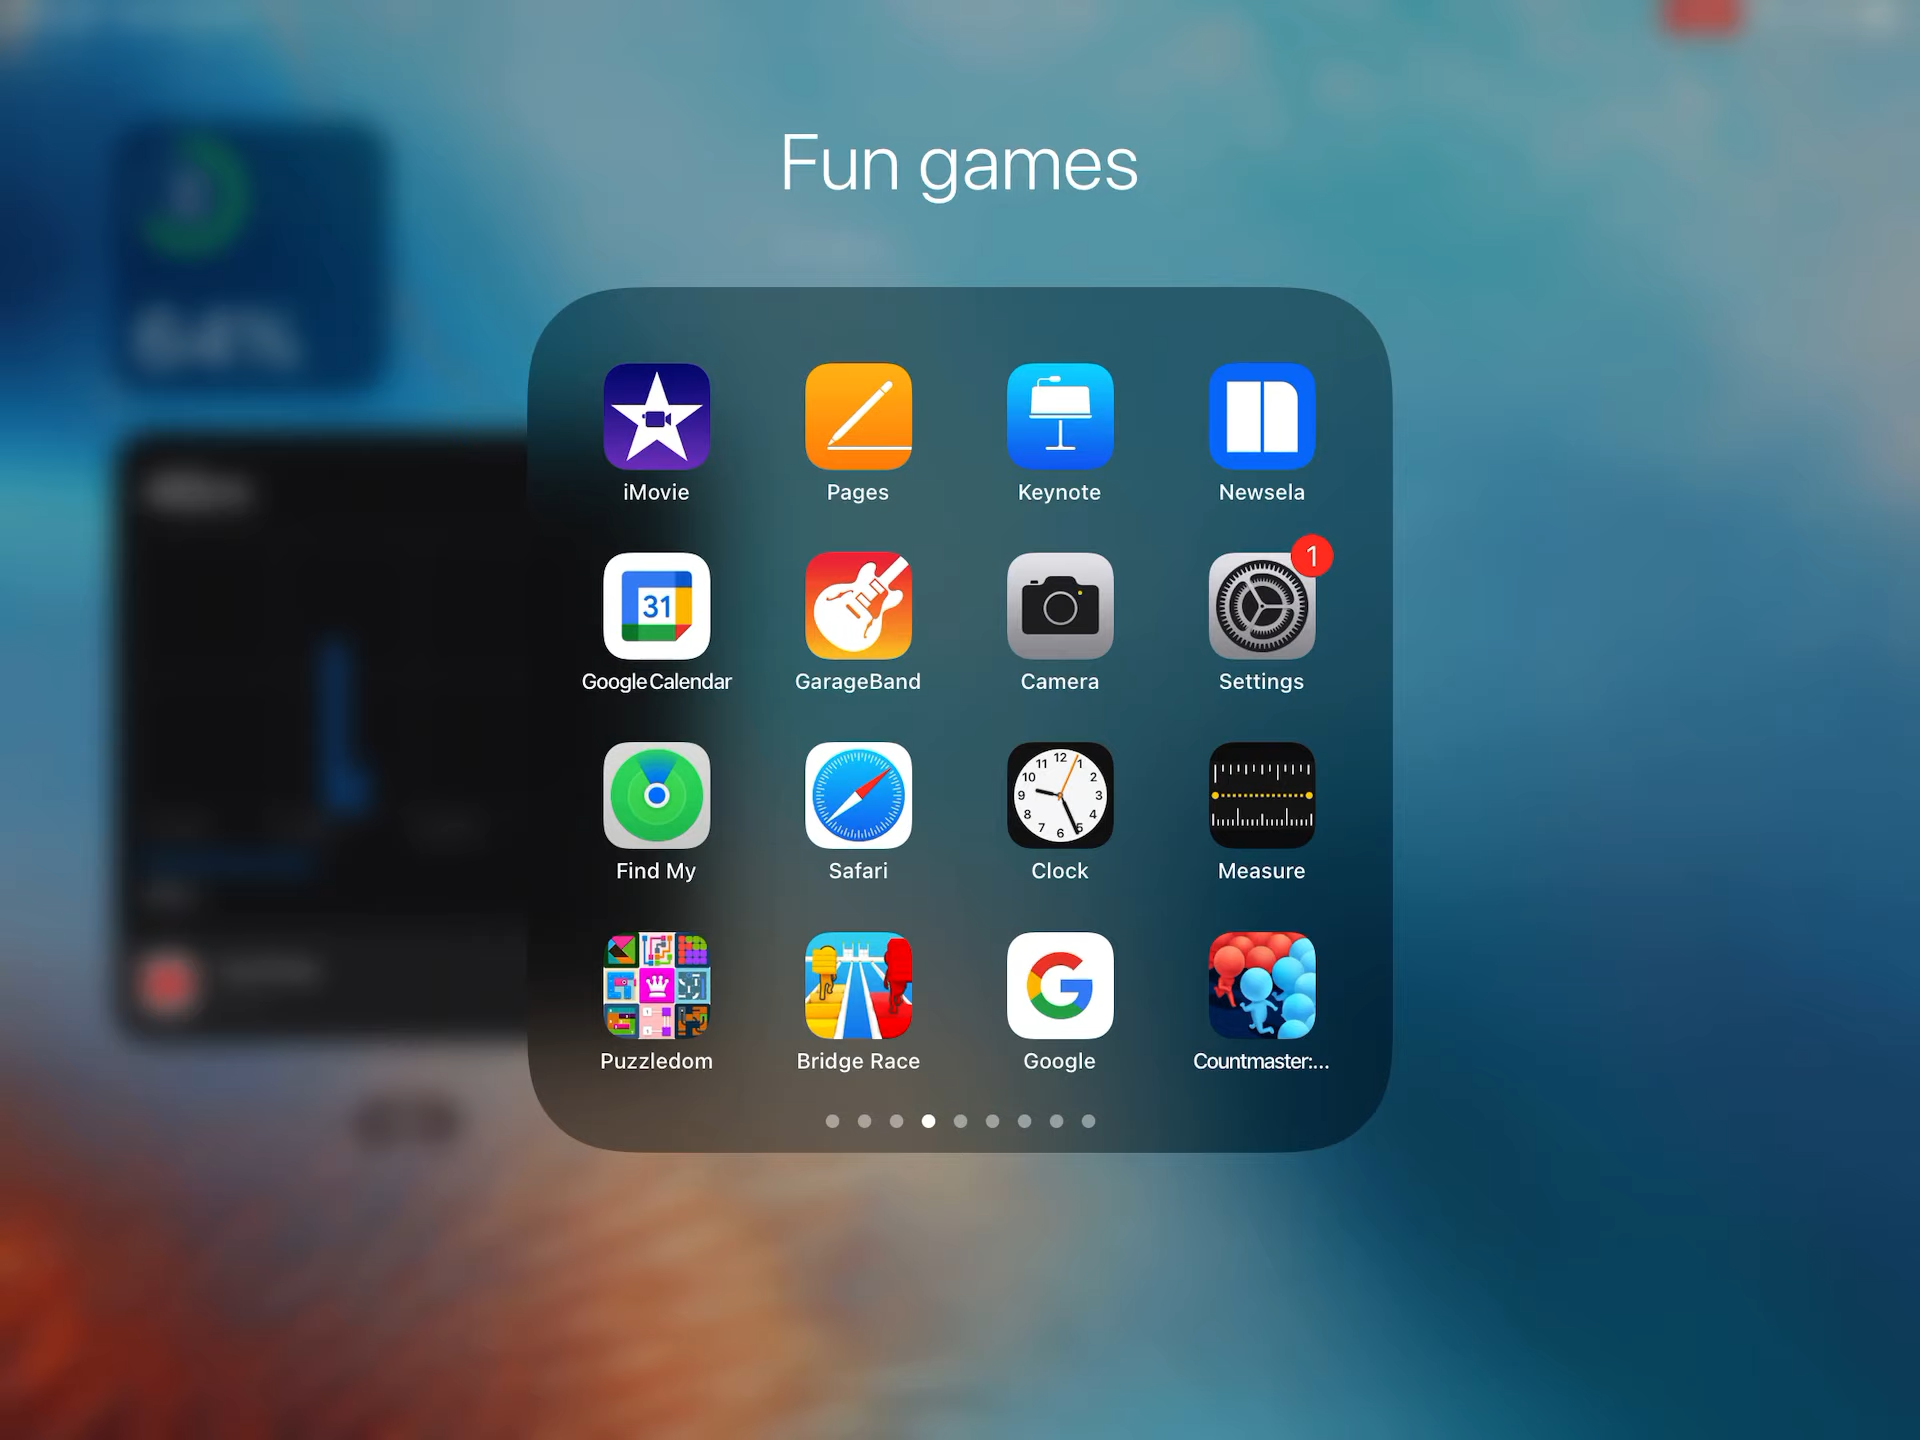 Fun games
64%
iMovie
Pages
Keynote
Newsela
31
1
Google Calendar
GarageBand
Camera
Settings
12
1
2
3
4
5
6
7
8
9
10
11
Find My
Safari
Clock
Measure
Puzzledom
Bridge Race
Google
Countmaster:...